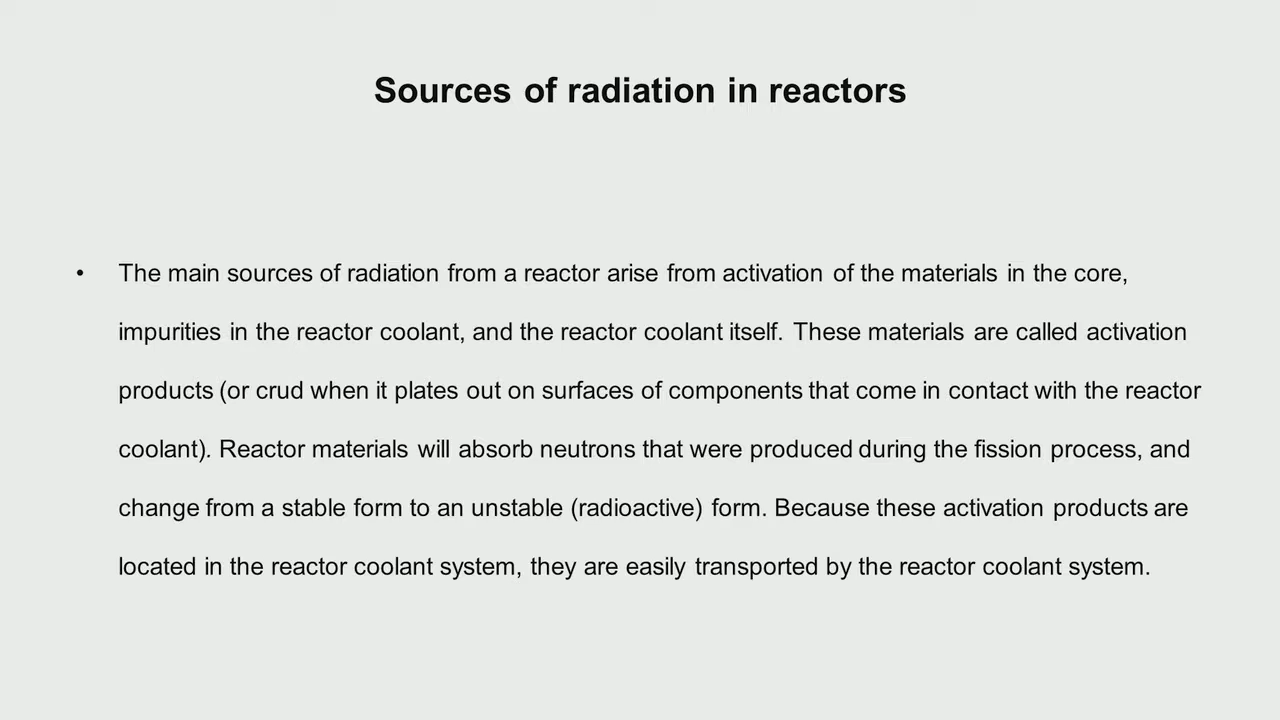 Sources of radiation in reactors
• The main sources of radiation from a reactor arise from activation of the materials in the core,
impurities in the reactor coolant, and the reactor coolant itself. These materials are called activation
products (or crud when it plates out on surfaces of components that come in contact with the reactor
coolant). Reactor materials will absorb neutrons that were produced during the fission process, and
change from a stable form to an unstable (radioactive) form. Because these activation products are
located in the reactor coolant system, they are easily transported by the reactor coolant system.